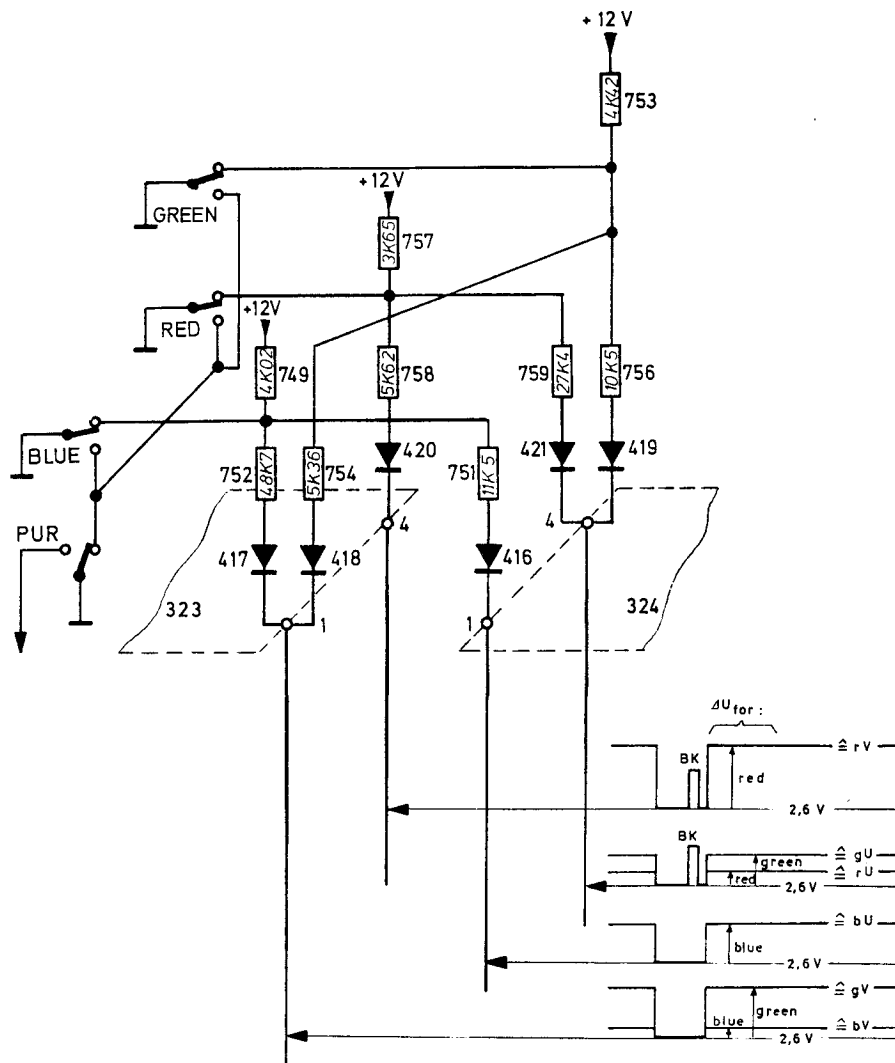 + 12 V
4K42 753
GREEN
+12 V
3K65 757
RED
+12V
4K02 749
5K62 758
759 27K4
10K5 756
BLUE
752 48K7
754 5K36
420
751 11K5
421 419
PUR
4
4
417 418
416
323
1
1
324
ΔU for :
BK
≙ rV
red
2,6 V
BK
≙ gU
green
≙ rU
red
2,6 V
≙ bU
blue
2,6 V
≙ gV
green
blue
≙ bV
2,6 V